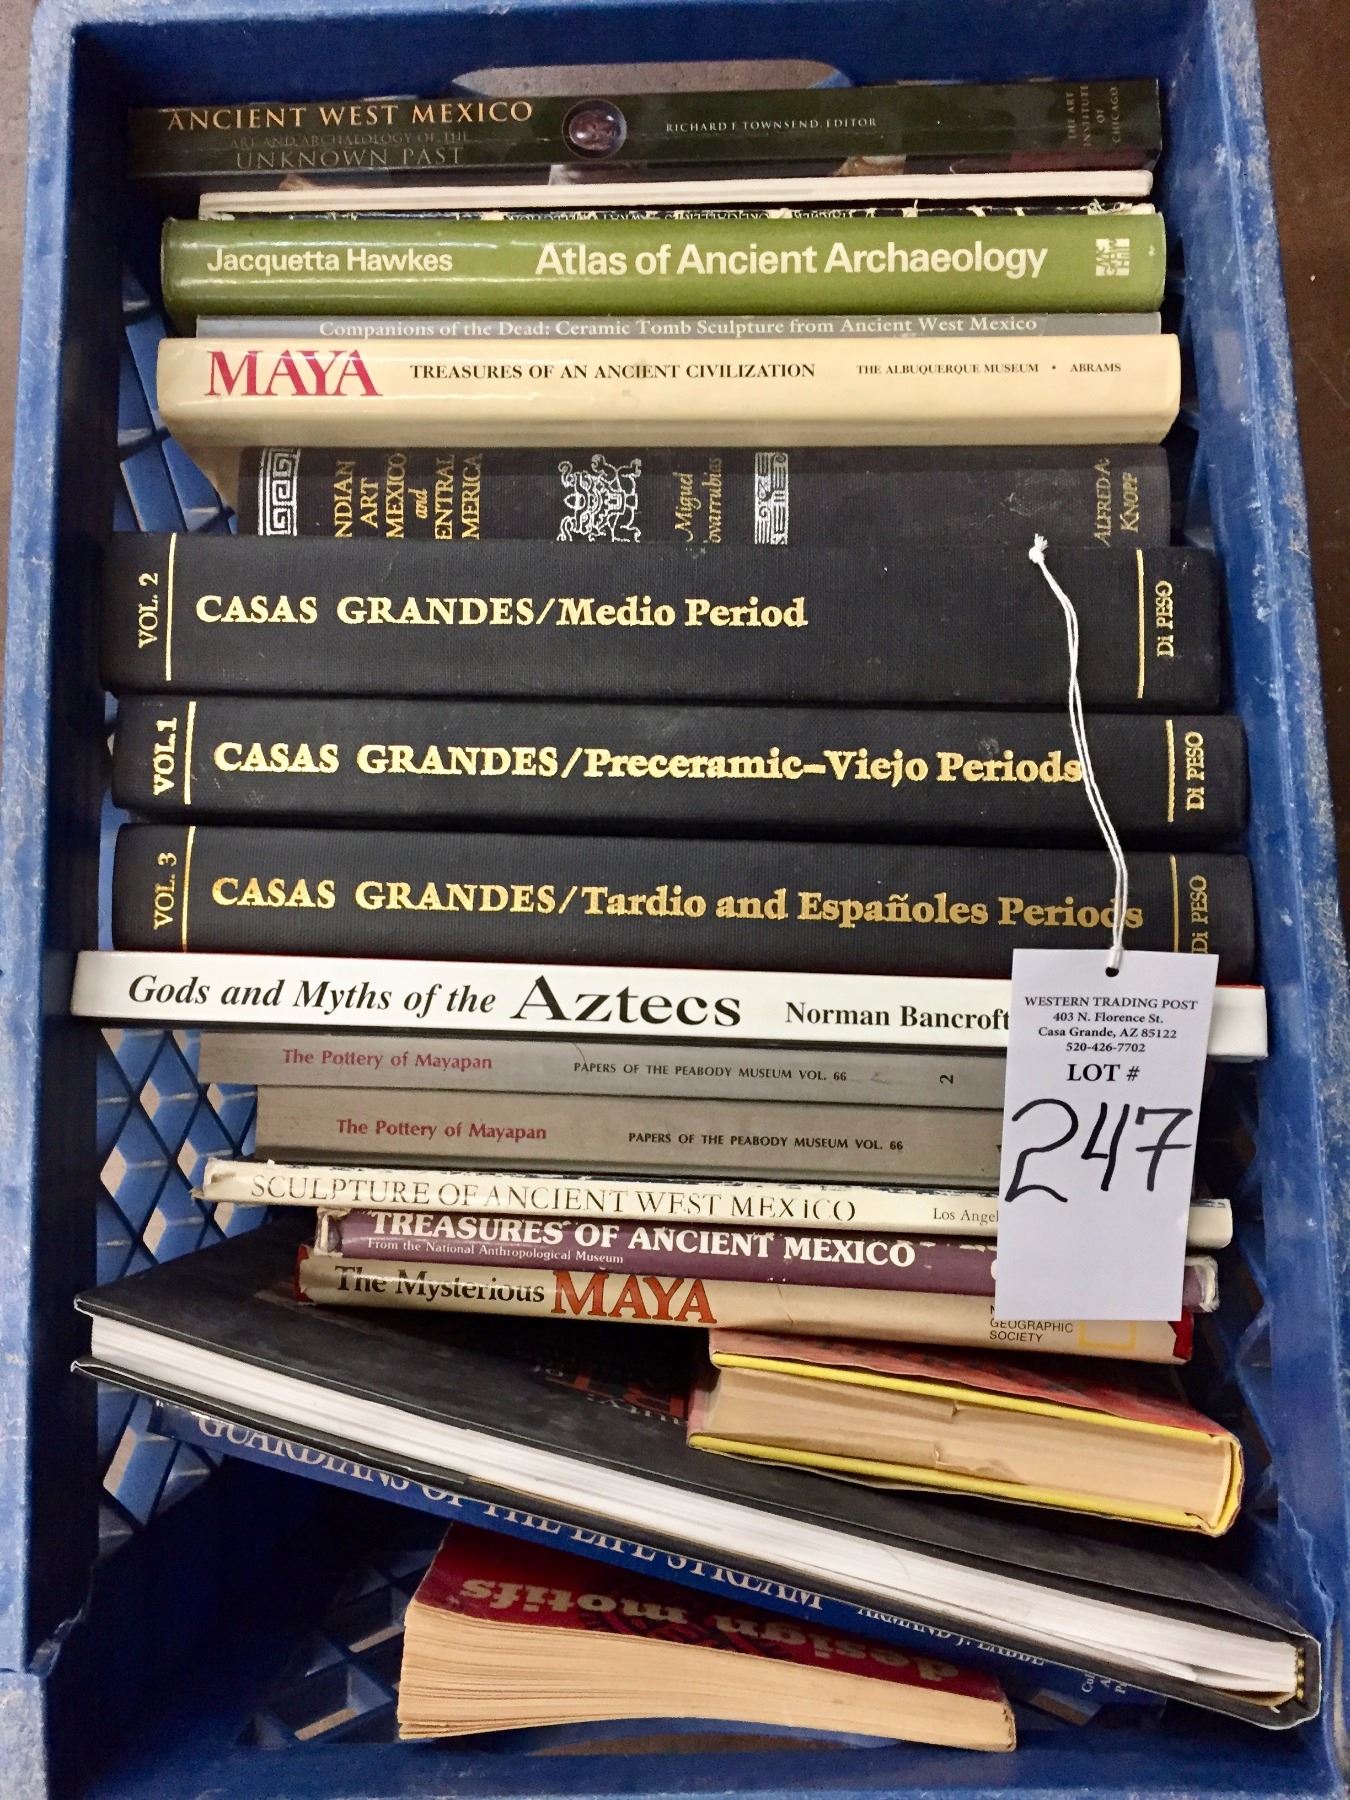 ANCIENT WEST MEXICO
ART AND ARCHAEOLOGY OF THE
UNKNOWN PAST
RICHARD F. TOWNSEND, EDITOR
THE ART
INSTITUTE
OF
CHICAGO
Jacquetta Hawkes Atlas of Ancient Archaeology
Companions of the Dead: Ceramic Tomb Sculpture from Ancient West Mexico
MAYA TREASURES OF AN ANCIENT CIVILIZATION THE ALBUQUERQUE MUSEUM • ABRAMS
NDIAN
ART
MEXICO
and
ENTRAL
MERICA
Miguel
ovarrubias
ALFRED·A·
KNOPF
VOL. 2 CASAS GRANDES/Medio Period Di PESO
VOL.1 CASAS GRANDES/Preceramic–Viejo Periods Di PESO
VOL. 3 CASAS GRANDES/Tardio and Españoles Periods Di PESO
Gods and Myths of the Aztecs Norman Bancroft
The Pottery of Mayapan PAPERS OF THE PEABODY MUSEUM VOL. 66 2
The Pottery of Mayapan PAPERS OF THE PEABODY MUSEUM VOL. 66
SCULPTURE OF ANCIENT WEST MEXICO Los Angel
TREASURES OF ANCIENT MEXICO
From the National Anthropological Museum
The Mysterious MAYA
GEOGRAPHIC
SOCIETY
GUARDIANS OF THE LIFE STREAM ARMAND J. LABBÉ
design motifs
WESTERN TRADING POST
403 N. Florence St.
Casa Grande, AZ 85122
520-426-7702
LOT #
247